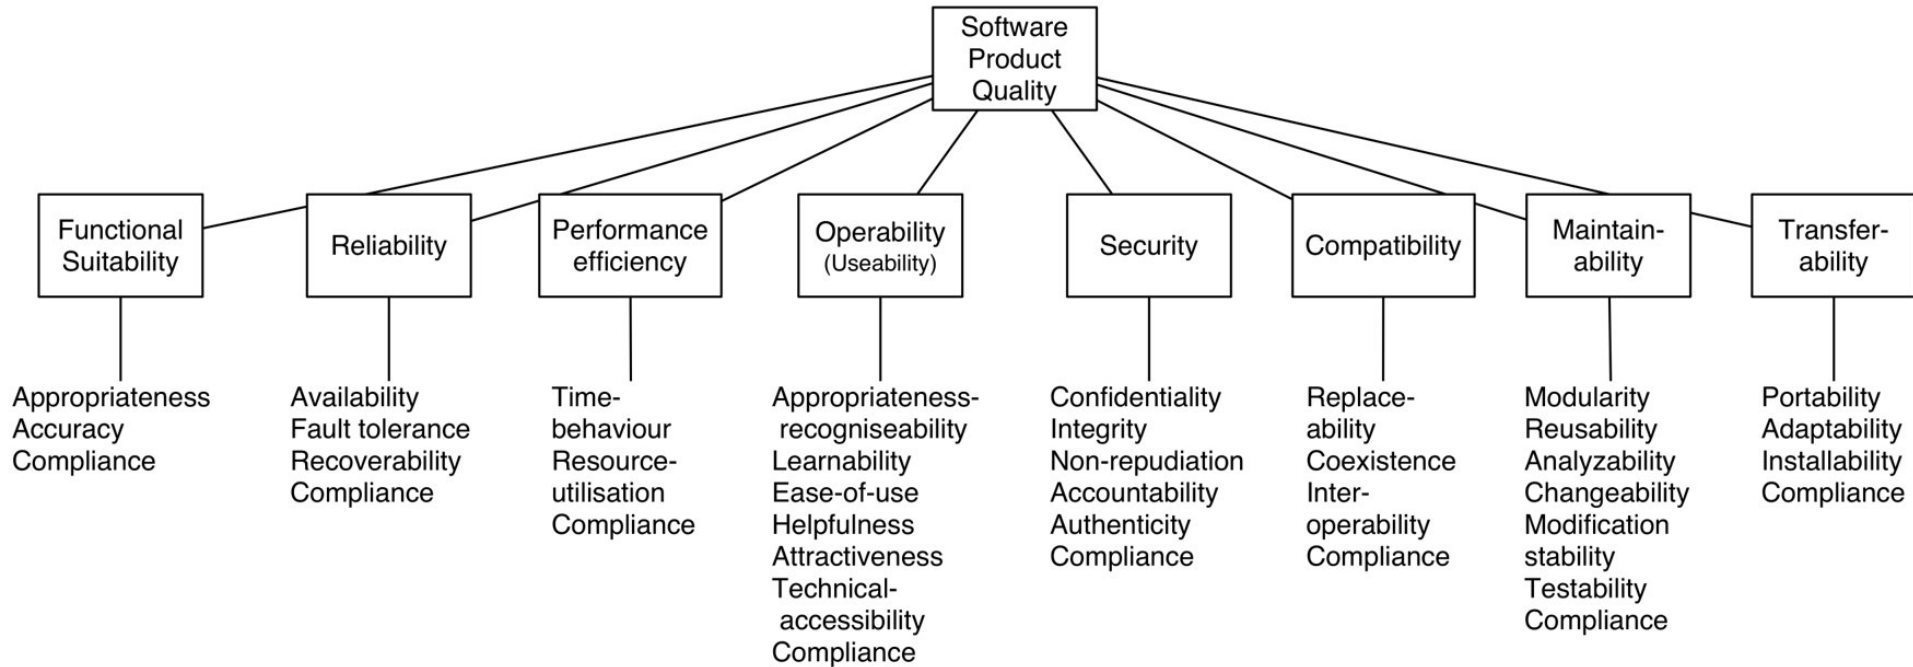 Software
Product
Quality
Functional
Suitability
Reliability
Performance
efficiency
Operability
(Useability)
Security
Compatibility
Maintain-
ability
Transfer-
ability
Appropriateness
Accuracy
Compliance
Availability
Fault tolerance
Recoverability
Compliance
Time-
behaviour
Resource-
utilisation
Compliance
Appropriateness-
recogniseability
Learnability
Ease-of-use
Helpfulness
Attractiveness
Technical-
accessibility
Compliance
Confidentiality
Integrity
Non-repudiation
Accountability
Authenticity
Compliance
Replace-
ability
Coexistence
Inter-
operability
Compliance
Modularity
Reusability
Analyzability
Changeability
Modification
stability
Testability
Compliance
Portability
Adaptability
Installability
Compliance